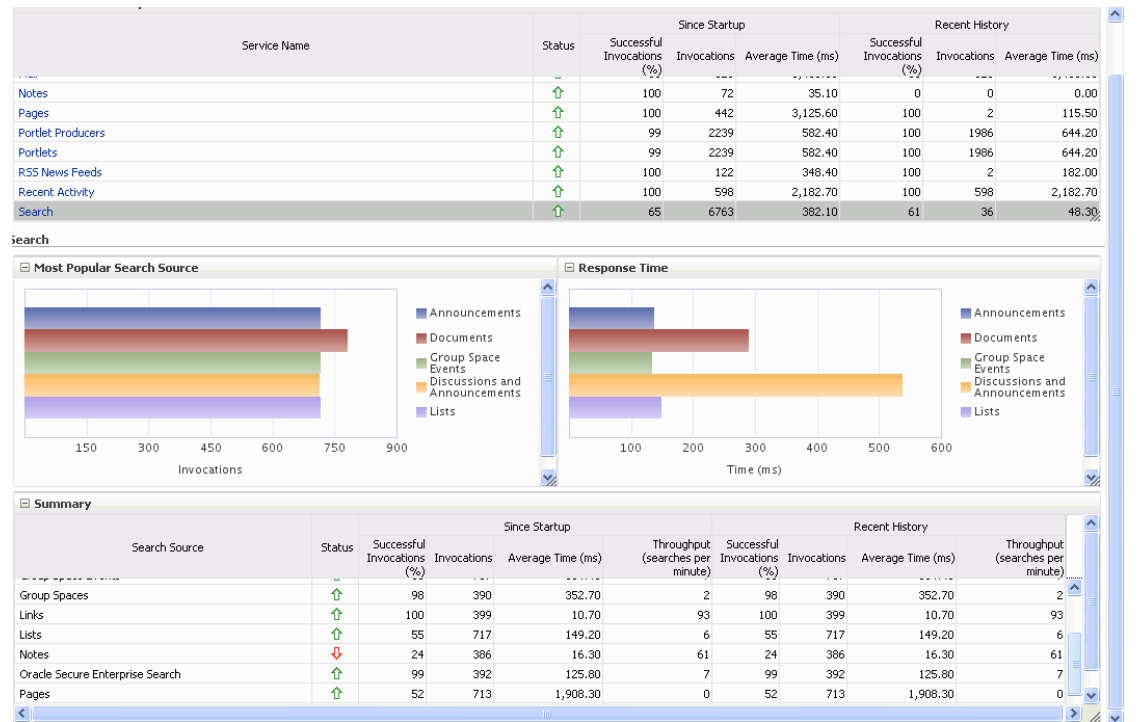 Since Startup Recent History
Service Name Status Successful Invocations (%) Invocations Average Time (ms) Successful Invocations (%) Invocations Average Time (ms)
Notes 100 72 35.10 0 0 0.00
Pages 100 442 3,125.60 100 2 115.50
Portlet Producers 99 2239 582.40 100 1986 644.20
Portlets 99 2239 582.40 100 1986 644.20
RSS News Feeds 100 122 348.40 100 2 182.00
Recent Activity 100 598 2,182.70 100 598 2,182.70
Search 65 6763 382.10 61 36 48.30
Search
Most Popular Search Source
Announcements
Documents
Group Space
Events
Discussions and
Announcements
Lists
150 300 450 600 750 900
Invocations
Response Time
Announcements
Documents
Group Space
Events
Discussions and
Announcements
Lists
100 200 300 400 500 600
Time (ms)
Summary
Since Startup Recent History
Search Source Status Successful Invocations (%) Invocations Average Time (ms) Throughput (searches per minute) Successful Invocations (%) Invocations Average Time (ms) Throughput (searches per minute)
Group Spaces 98 390 352.70 2 98 390 352.70 2
Links 100 399 10.70 93 100 399 10.70 93
Lists 55 717 149.20 6 55 717 149.20 6
Notes 24 386 16.30 61 24 386 16.30 61
Oracle Secure Enterprise Search 99 392 125.80 7 99 392 125.80 7
Pages 52 713 1,908.30 0 52 713 1,908.30 0